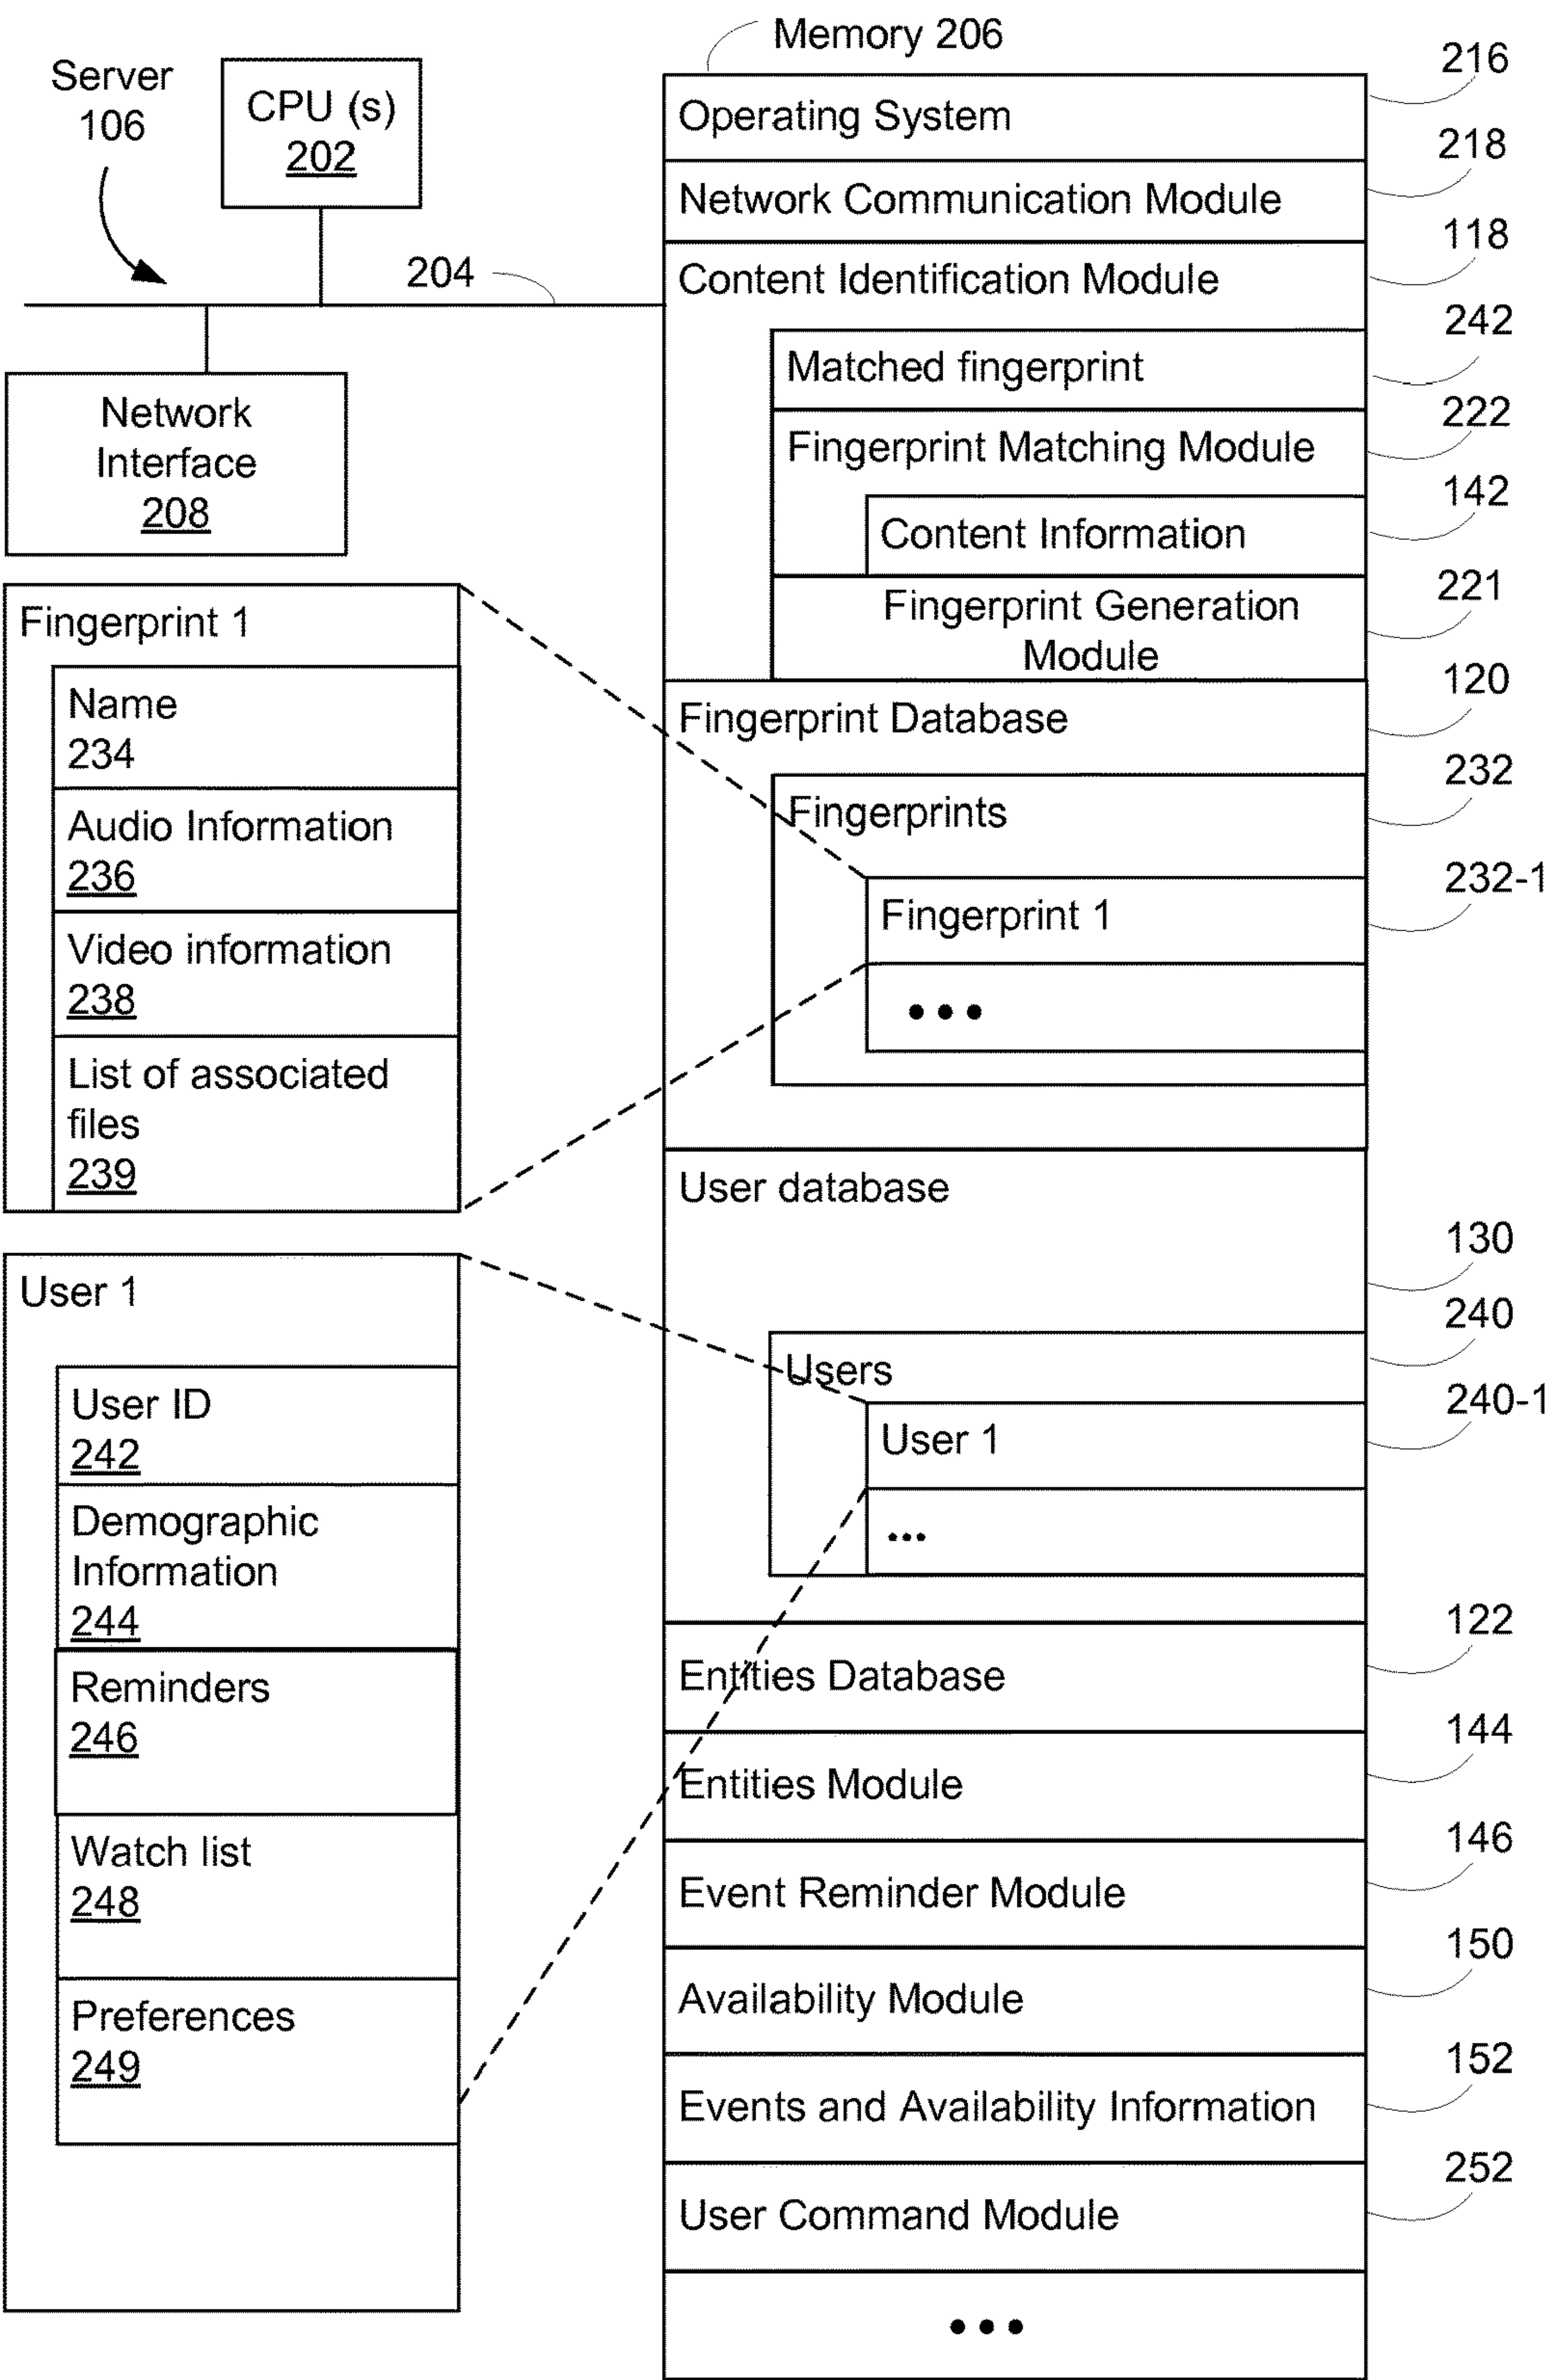 Memory 206
Server
106
CPU (s)
202
204
Network
Interface
208
Operating System
216
Network Communication Module
218
Content Identification Module
118
Matched fingerprint
242
Fingerprint Matching Module
222
Content Information
142
Fingerprint Generation
Module
221
Fingerprint Database
120
Fingerprints
232
Fingerprint 1
232-1
•••
Fingerprint 1
Name
234
Audio Information
236
Video information
238
List of associated
files
239
User database
130
Users
240
User 1
240-1
...
User 1
User ID
242
Demographic
Information
244
Reminders
246
Watch list
248
Preferences
249
Entities Database
122
Entities Module
144
Event Reminder Module
146
Availability Module
150
Events and Availability Information
152
User Command Module
252
•••